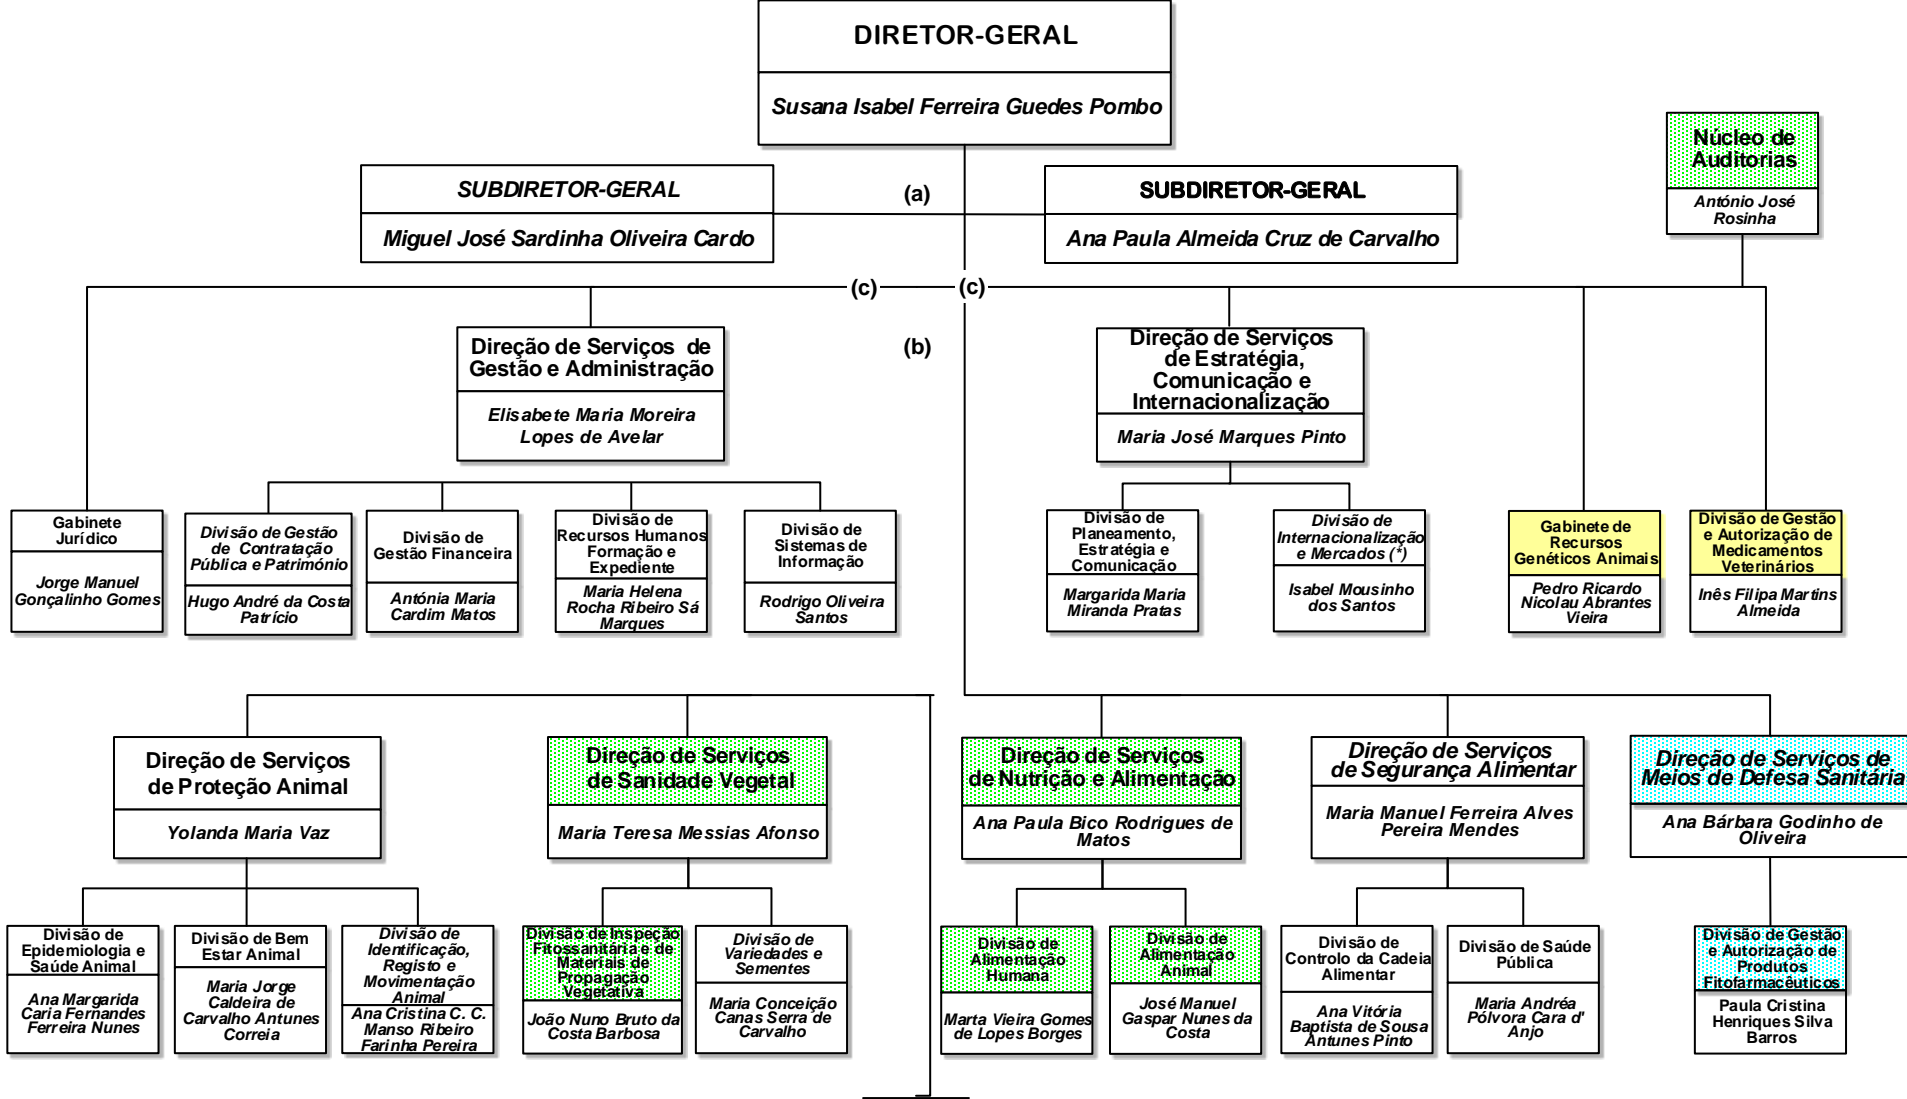 DIRETOR-GERAL
Susana Isabel Ferreira Guedes Pombo
Núcleo de
Auditorias
António José
Rosinha
SUBDIRETOR-GERAL
Miguel José Sardinha Oliveira Cardo
(a)
SUBDIRETOR-GERAL
Ana Paula Almeida Cruz de Carvalho
(c)
(c)
Direção de Serviços de
Gestão e Administração
Elisabete Maria Moreira
Lopes de Avelar
(b)
Direção de Serviços
de Estratégia,
Comunicação e
Internacionalização
Maria José Marques Pinto
Gabinete
Jurídico
Jorge Manuel
Gonçalinho Gomes
Divisão de Gestão
de Contratação
Pública e Património
Hugo André da Costa
Patrício
Divisão de
Gestão Financeira
Antónia Maria
Cardim Matos
Divisão de
Recursos Humanos
Formação e
Expediente
Maria Helena
Rocha Ribeiro Sá
Marques
Divisão de
Sistemas de
Informação
Rodrigo Oliveira
Santos
Divisão de
Planeamento,
Estratégia e
Comunicação
Margarida Maria
Miranda Pratas
Divisão de
Internacionalização
e Mercados (*)
Isabel Mousinho
dos Santos
Gabinete de
Recursos
Genéticos Animais
Pedro Ricardo
Nicolau Abrantes
Vieira
Divisão de Gestão
e Autorização de
Medicamentos
Veterinários
Inês Filipa Martins
Almeida
Direção de Serviços
de Proteção Animal
Yolanda Maria Vaz
Direção de Serviços
de Sanidade Vegetal
Maria Teresa Messias Afonso
Direção de Serviços
de Nutrição e Alimentação
Ana Paula Bico Rodrigues de
Matos
Direção de Serviços
de Segurança Alimentar
Maria Manuel Ferreira Alves
Pereira Mendes
Direção de Serviços de
Meios de Defesa Sanitária
Ana Bárbara Godinho de
Oliveira
Divisão de
Epidemiologia e
Saúde Animal
Ana Margarida
Caria Fernandes
Ferreira Nunes
Divisão de Bem
Estar Animal
Maria Jorge
Caldeira de
Carvalho Antunes
Correia
Divisão de
Identificação,
Registo e
Movimentação
Animal
Ana Cristina C. C.
Manso Ribeiro
Farinha Pereira
Divisão de Inspeção
Fitossanitária e de
Materiais de
Propagação
Vegetativa
João Nuno Bruto da
Costa Barbosa
Divisão de
Variedades e
Sementes
Maria Conceição
Canas Serra de
Carvalho
Divisão de
Alimentação
Humana
Marta Vieira Gomes
de Lopes Borges
Divisão de
Alimentação
Animal
José Manuel
Gaspar Nunes da
Costa
Divisão de
Controlo da Cadeia
Alimentar
Ana Vitória
Baptista de Sousa
Antunes Pinto
Divisão de Saúde
Pública
Maria Andréa
Pólvora Cara d' 
Anjo
Divisão de Gestão
e Autorização de
Produtos
Fitofarmacêuticos
Paula Cristina
Henriques Silva
Barros